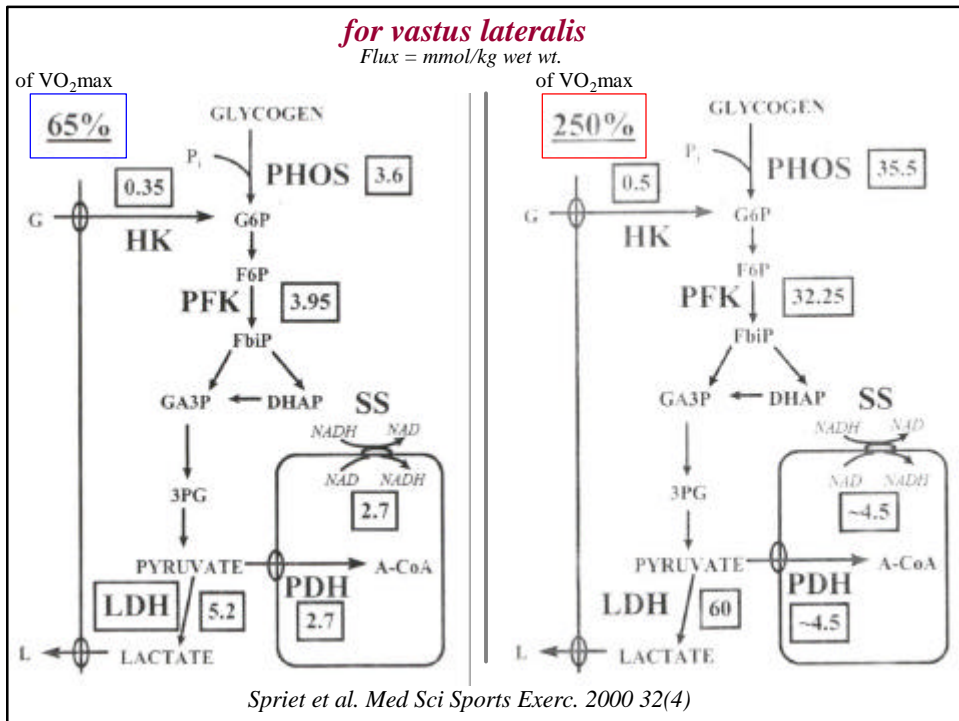 for vastus lateralis
Flux = mmol/kg wet wt.
of VO₂max
65%
GLYCOGEN
Pᵢ
PHOS 3.6
0.35
G
G6P
HK
F6P
PFK 3.95
FbiP
GA3P
DHAP
SS
NADH NAD
NAD NADH
2.7
3PG
PYRUVATE
A-CoA
PDH
2.7
LDH 5.2
L
LACTATE
of VO₂max
250%
GLYCOGEN
Pᵢ
PHOS 35.5
0.5
G
G6P
HK
F6P
PFK 32.25
FbiP
GA3P
DHAP
SS
NADH NAD
NAD NADH
~4.5
3PG
PYRUVATE
A-CoA
PDH
~4.5
LDH 60
L
LACTATE
Spriet et al. Med Sci Sports Exerc. 2000 32(4)